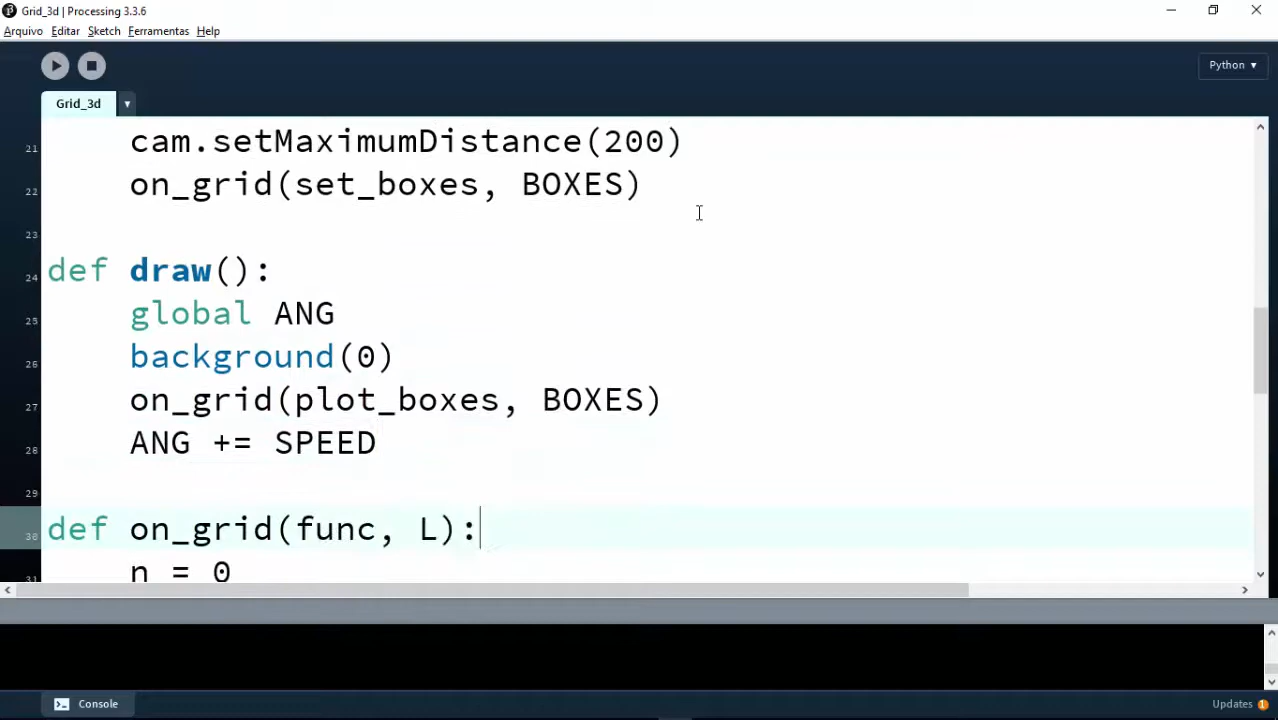 Grid_3d | Processing 3.3.6
Arquivo Editar Sketch Ferramentas Help
Python ▾
Grid_3d ▾
21 cam.setMaximumDistance(200)
22 on_grid(set_boxes, BOXES)
23
24 def draw():
25 global ANG
26 background(0)
27 on_grid(plot_boxes, BOXES)
28 ANG += SPEED
29
30 def on_grid(func, L):
31 n = 0
Console
Updates 1